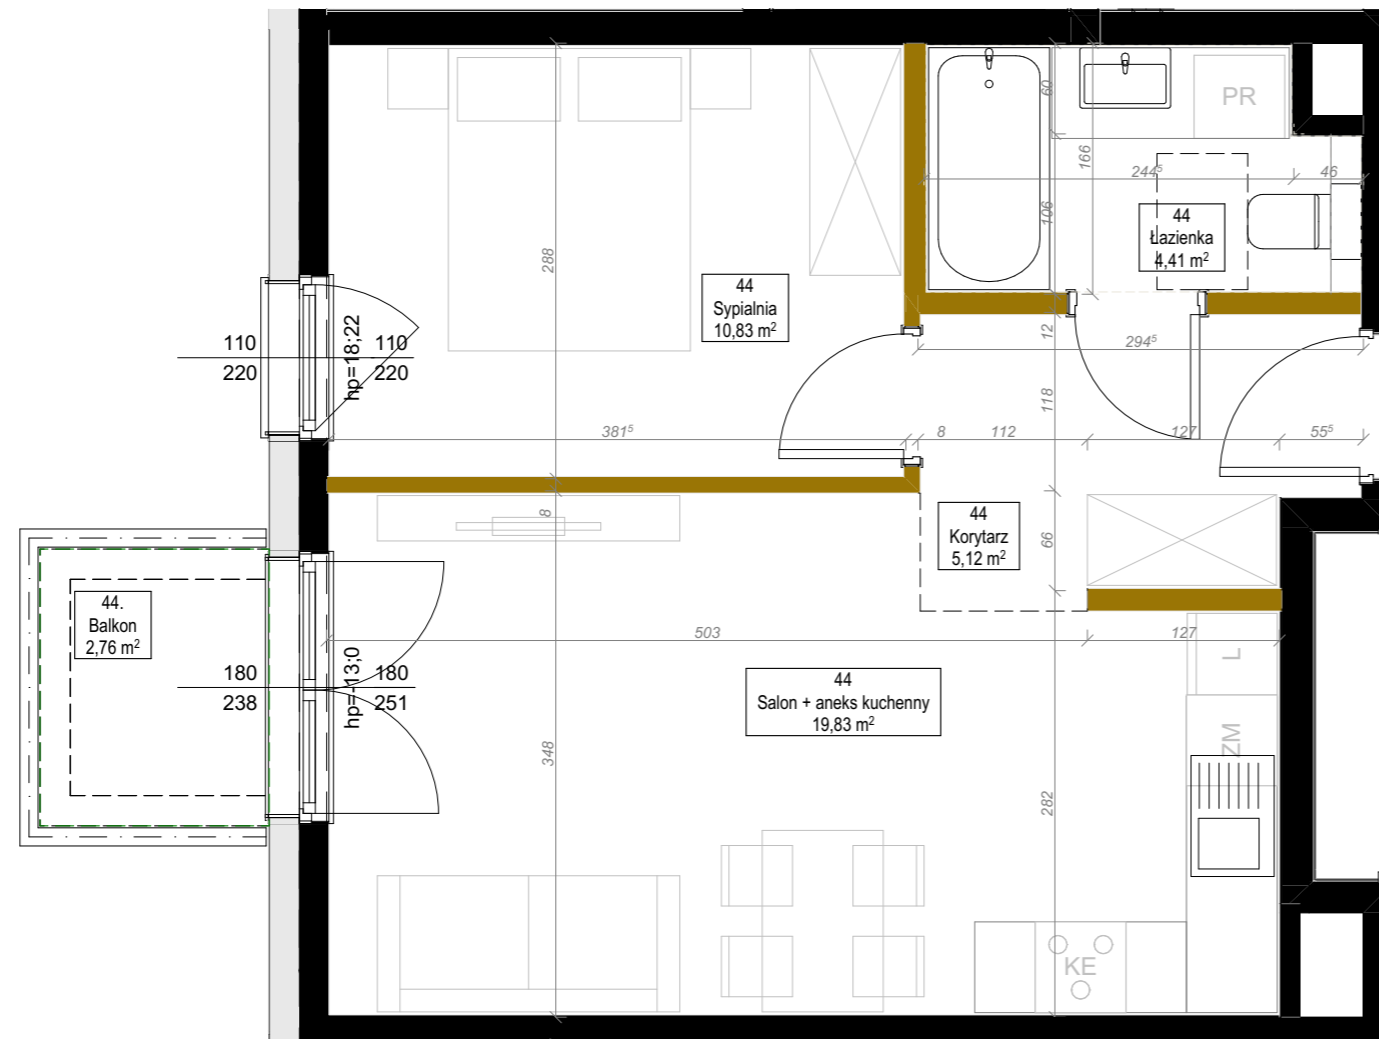 60
PR
166
244⁵
46
106
44
Łazienka
4,41 m²
288
44
Sypialnia
10,83 m²
110
220
hp=18;22
110
220
12
294⁵
118
381⁵
8
112
127
55⁵
8
44
Korytarz
5,12 m²
66
44.
Balkon
2,76 m²
503
127
L
180
238
hp=-13;0
180
251
44
Salon + aneks kuchenny
19,83 m²
ZM
348
282
KE